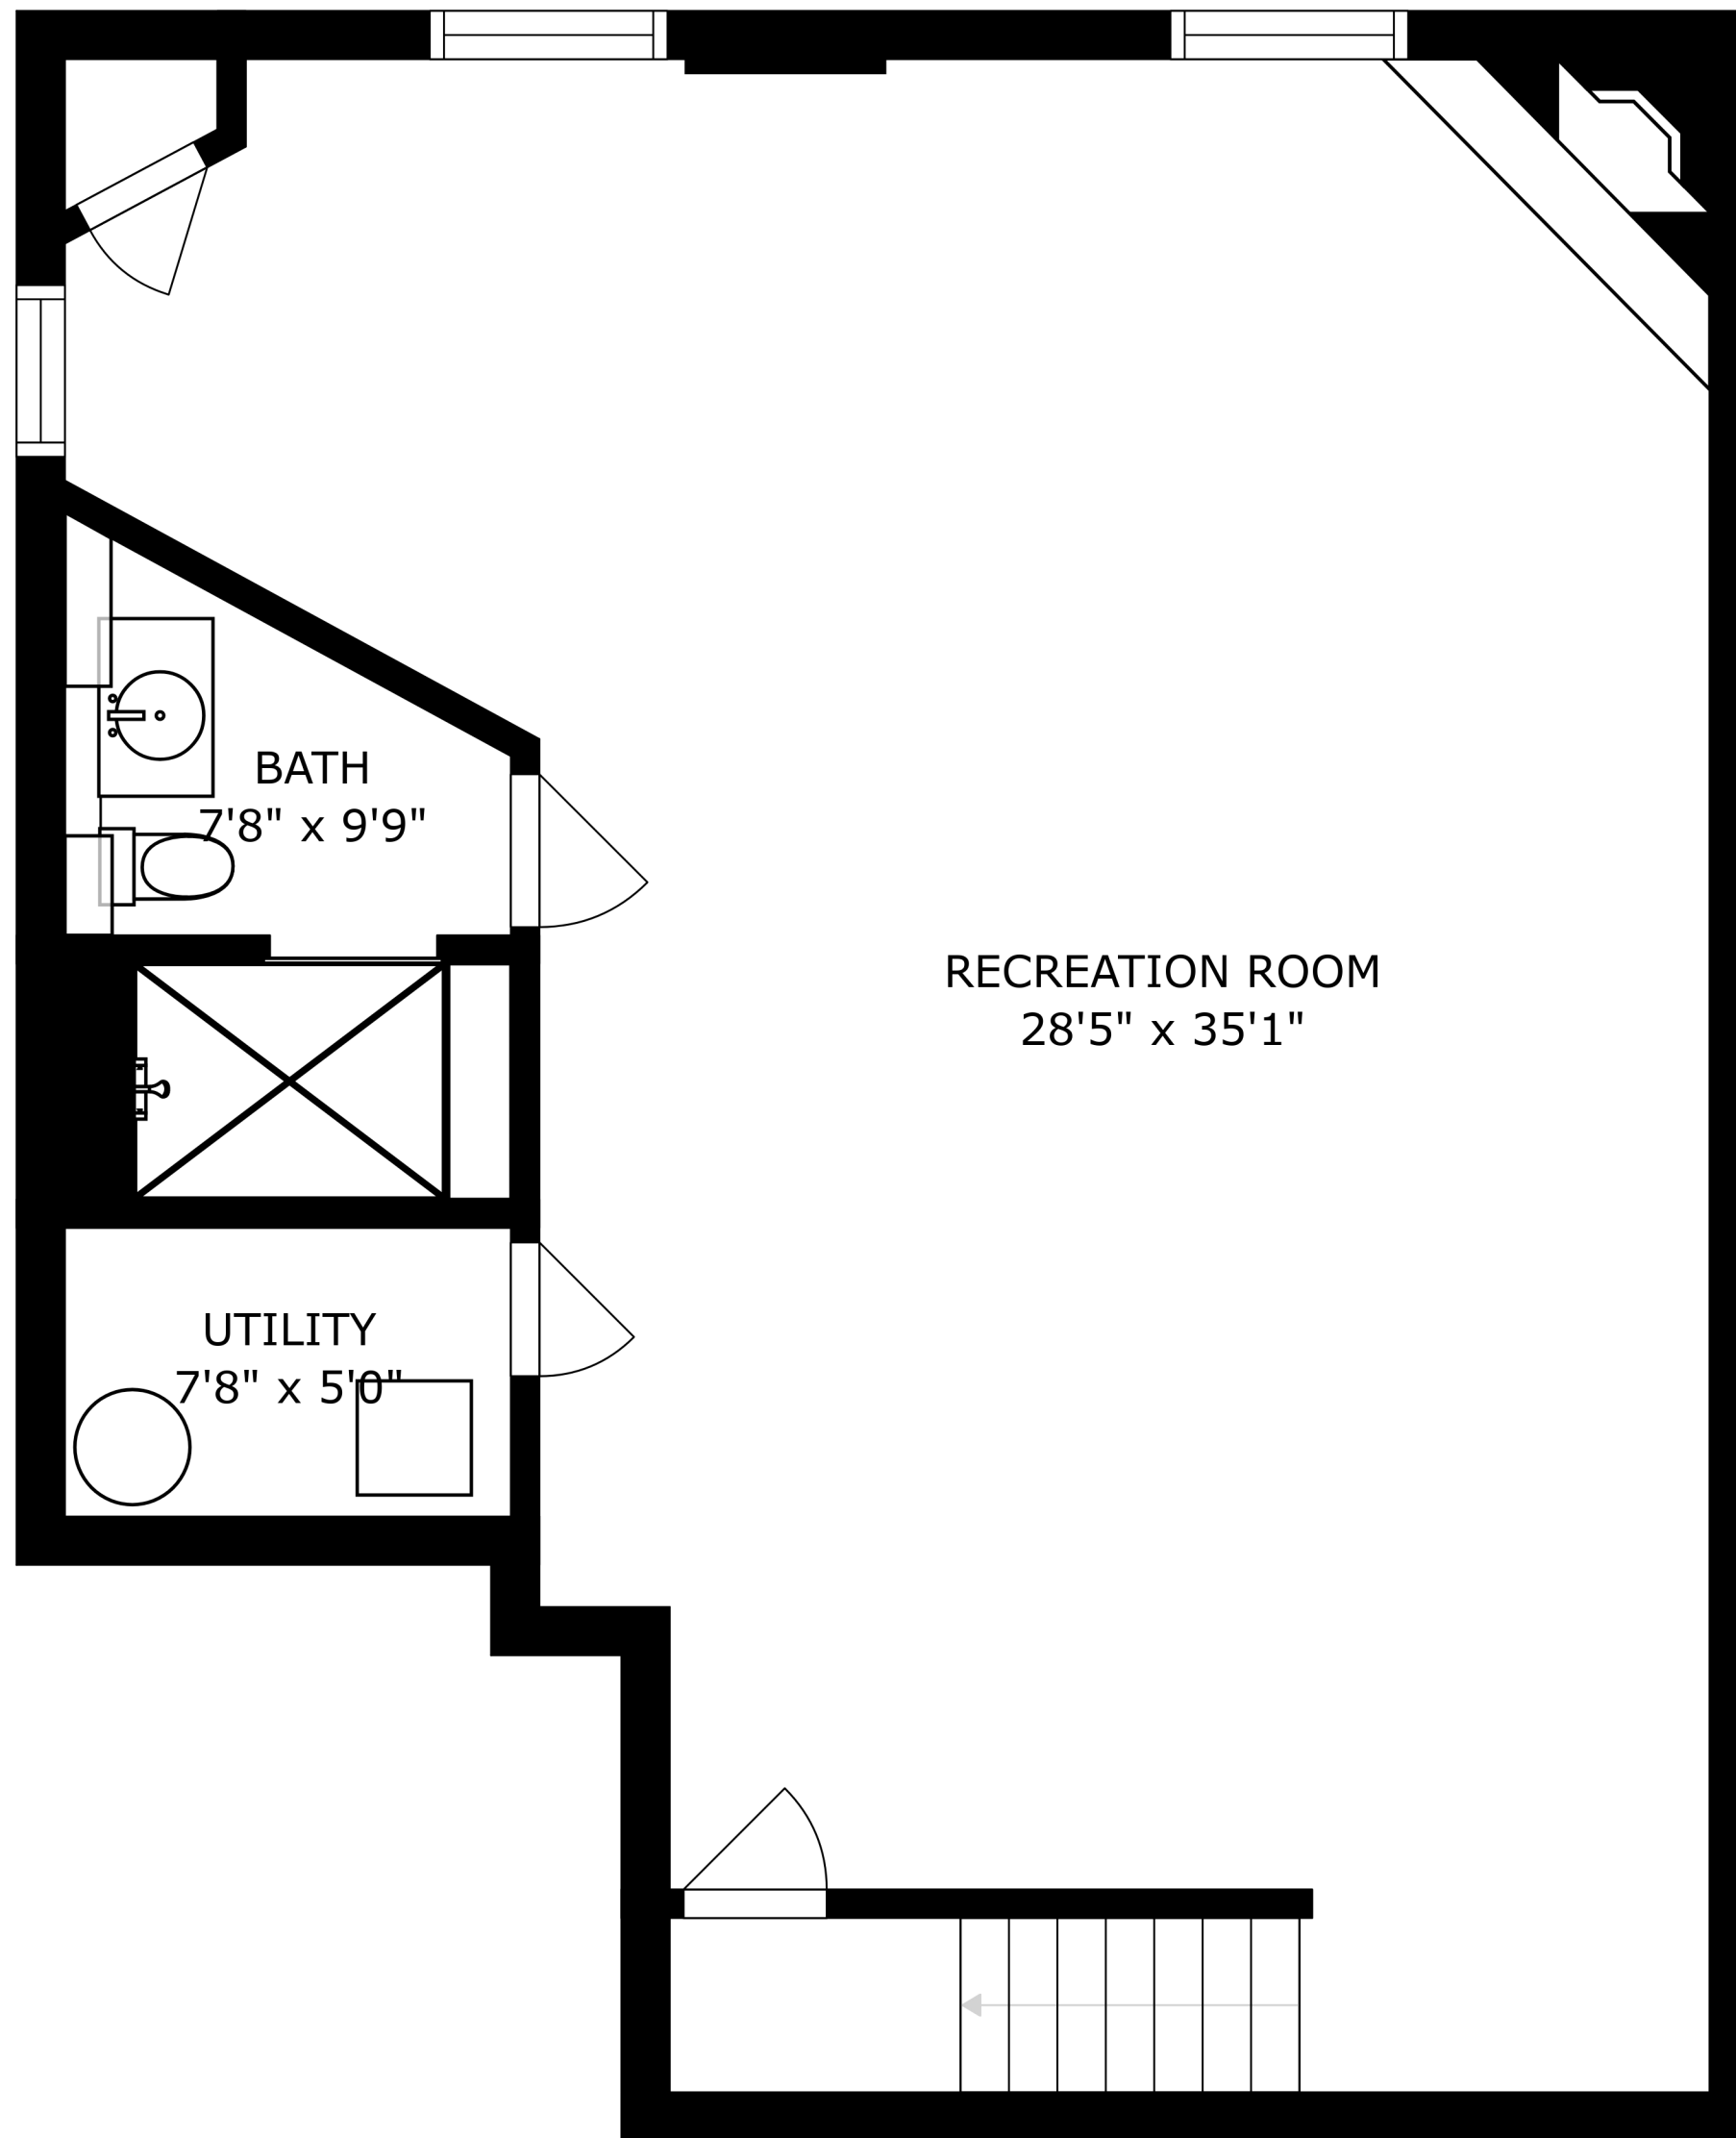 BATH
7'8" x 9'9"
RECREATION ROOM
28'5" x 35'1"
UTILITY
7'8" x 5'0"